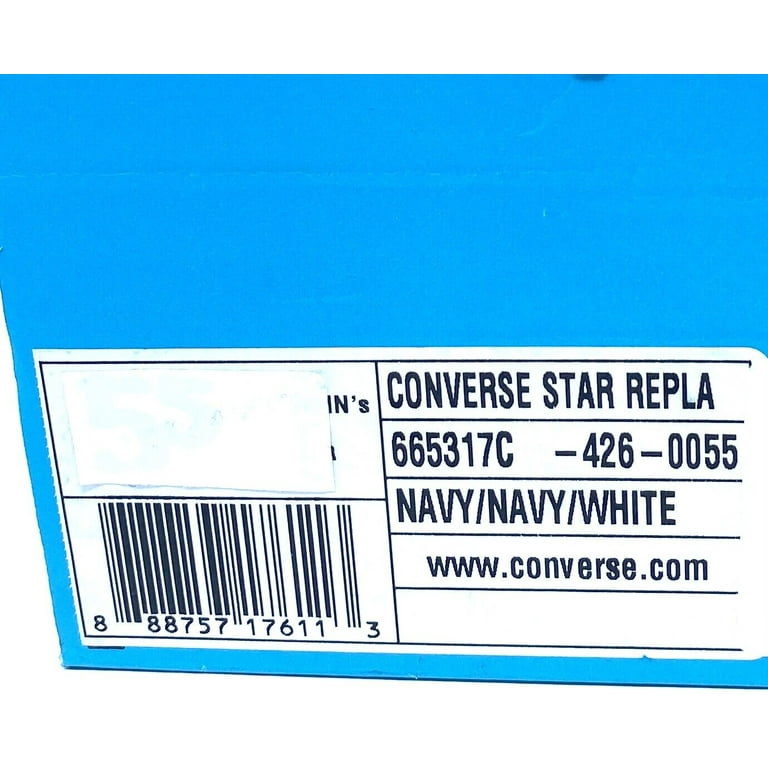 IN's
CONVERSE STAR REPLA
665317C -426-0055
NAVY/NAVY/WHITE
www.converse.com
8 88757 17611 3